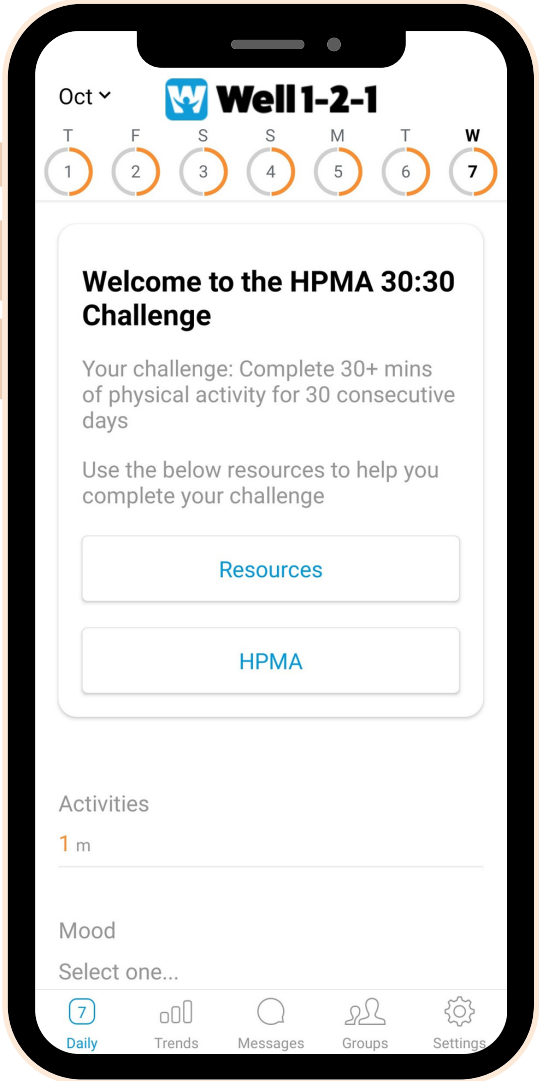 Oct
Well 1-2-1
T F S S M T W
1 2 3 4 5 6 7
Welcome to the HPMA 30:30
Challenge
Your challenge: Complete 30+ mins
of physical activity for 30 consecutive
days
Use the below resources to help you
complete your challenge
Resources
HPMA
Activities
1 m
Mood
Select one...
7
Daily Trends Messages Groups Settings